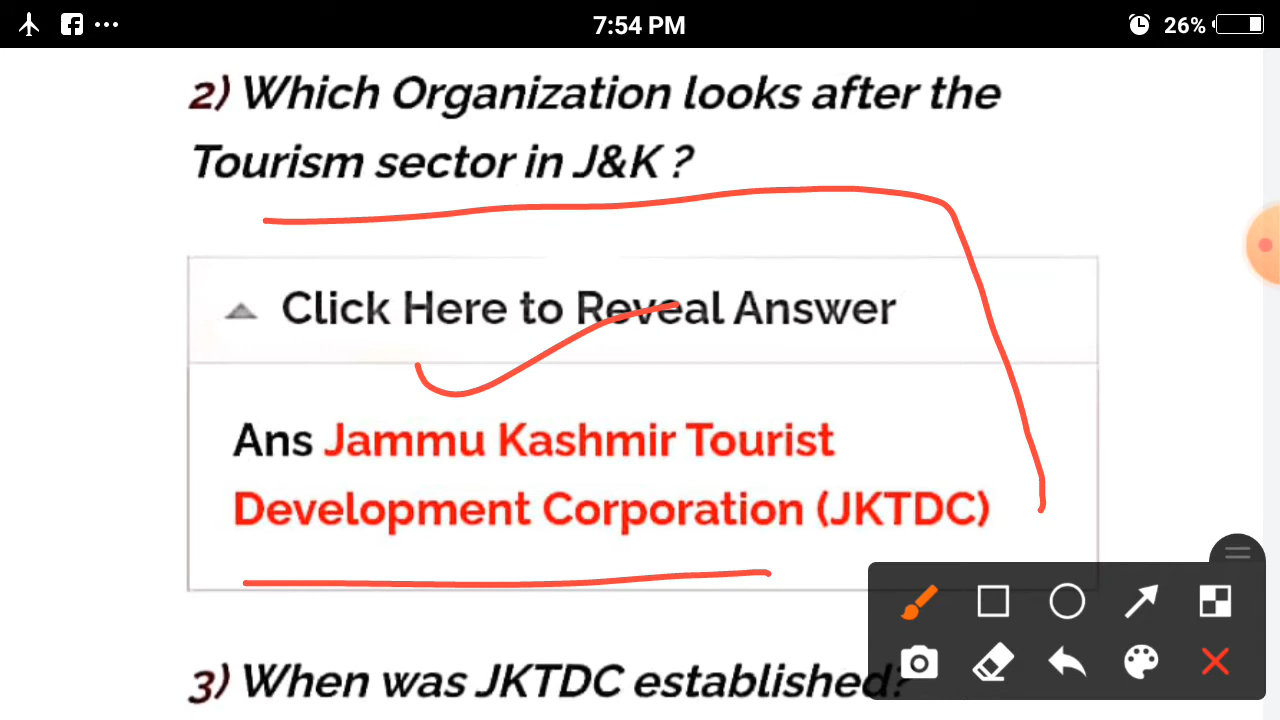 7:54 PM
26%
2) Which Organization looks after the
Tourism sector in J&K ?
Click Here to Reveal Answer
Ans Jammu Kashmir Tourist
Development Corporation (JKTDC)
3) When was JKTDC established?